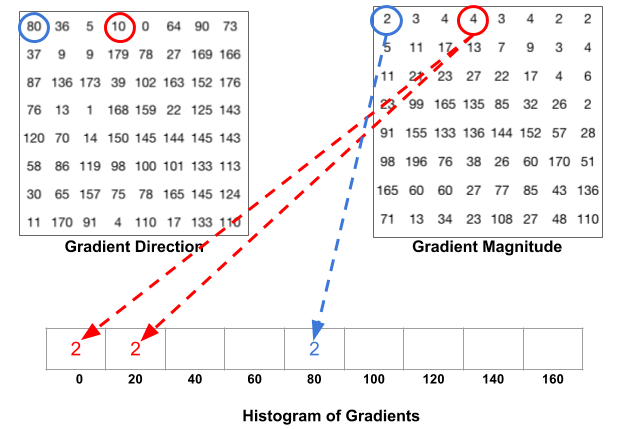 80 36 5 10 0 64 90 73
37 9 9 179 78 27 169 166
87 136 173 39 102 163 152 176
76 13 1 168 159 22 125 143
120 70 14 150 145 144 145 143
58 86 119 98 100 101 133 113
30 65 157 75 78 165 145 124
11 170 91 4 110 17 133 110
Gradient Direction
2 3 4 4 3 4 2 2
5 11 17 13 7 9 3 4
11 21 23 27 22 17 4 6
23 99 165 135 85 32 26 2
91 155 133 136 144 152 57 28
98 196 76 38 26 60 170 51
165 60 60 27 77 85 43 136
71 13 34 23 108 27 48 110
Gradient Magnitude
2 2 2
0 20 40 60 80 100 120 140 160
Histogram of Gradients